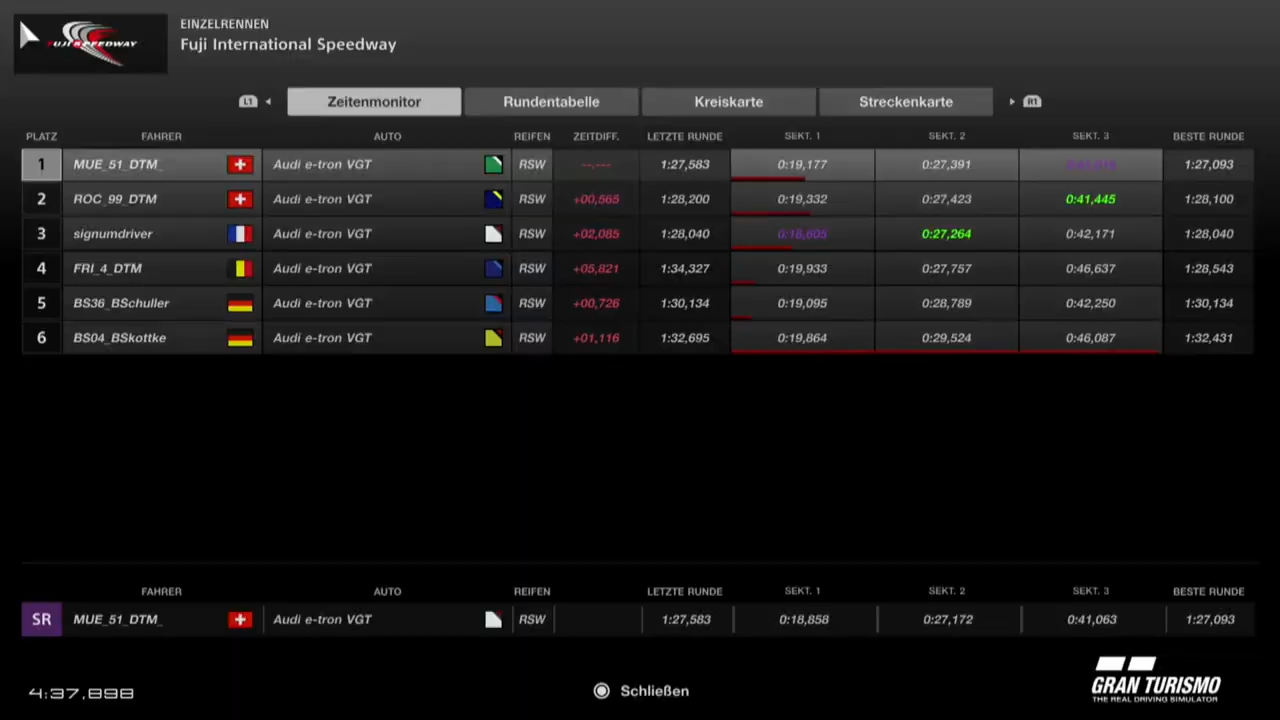 EINZELRENNEN
FUJI SPEEDWAY
Fuji International Speedway
L1 Zeitenmonitor Rundentabelle Kreiskarte Streckenkarte R1
PLATZ FAHRER AUTO REIFEN ZEITDIFF. LETZTE RUNDE SEKT. 1 SEKT. 2 SEKT. 3 BESTE RUNDE
1 MUE_51_DTM_ Audi e-tron VGT RSW --,--- 1:27,583 0:19,177 0:27,391 1:27,093
2 ROC_99_DTM Audi e-tron VGT RSW +00,565 1:28,200 0:19,332 0:27,423 0:41,445 1:28,100
3 signumdriver Audi e-tron VGT RSW +02,085 1:28,040 0:18,605 0:27,264 0:42,171 1:28,040
4 FRI_4_DTM Audi e-tron VGT RSW +05,821 1:34,327 0:19,933 0:27,757 0:46,637 1:28,543
5 BS36_BSchuller Audi e-tron VGT RSW +00,726 1:30,134 0:19,095 0:28,789 0:42,250 1:30,134
6 BS04_BSkottke Audi e-tron VGT RSW +01,116 1:32,695 0:19,864 0:29,524 0:46,087 1:32,431
FAHRER AUTO REIFEN LETZTE RUNDE SEKT. 1 SEKT. 2 SEKT. 3 BESTE RUNDE
SR MUE_51_DTM_ Audi e-tron VGT RSW 1:27,583 0:18,858 0:27,172 0:41,063 1:27,093
4:37,898
Schließen
GRAN TURISMO
THE REAL DRIVING SIMULATOR